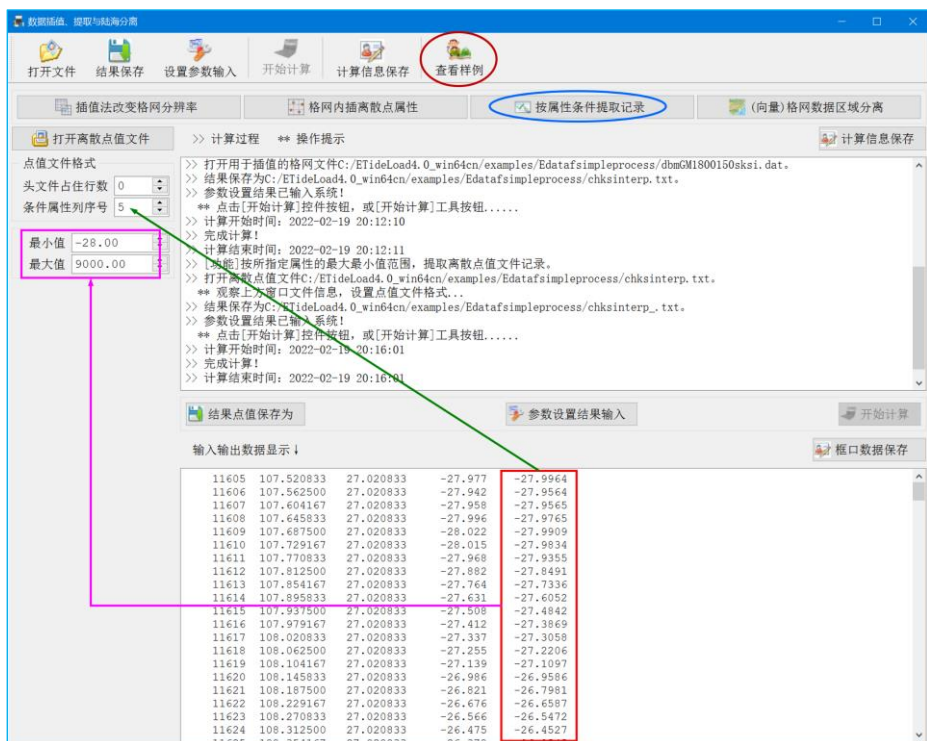 数据插值、提取与陆海分离
打开文件 结果保存 设置参数输入 开始计算 计算信息保存 查看样例
插值法改变格网分辨率 格网内插离散点属性 按属性条件提取记录 (向量)格网数据区域分离
打开离散点值文件 >> 计算过程 ** 操作提示 计算信息保存
点值文件格式
头文件占住行数 0
条件属性列序号 5
最小值 -28.00
最大值 9000.00
>> 打开用于插值的格网文件C:/ETideLoad4.0_win64cn/examples/Edatafsimpleprocess/dbmGM1800150sksi.dat。
>> 结果保存为C:/ETideLoad4.0_win64cn/examples/Edatafsimpleprocess/chksinterp.txt。
>> 参数设置结果已输入系统！
** 点击[开始计算]控件按钮，或[开始计算]工具按钮......
>> 计算开始时间：2022-02-19 20:12:10
>> 完成计算！
>> 计算结束时间：2022-02-19 20:12:11
>> [功能]按所指定属性的最大最小值范围，提取离散点值文件记录。
>> 打开离散点值文件C:/ETideLoad4.0_win64cn/examples/Edatafsimpleprocess/chksinterp.txt。
** 观察上方窗口文件信息，设置点值文件格式...
>> 结果保存为C:/ETideLoad4.0_win64cn/examples/Edatafsimpleprocess/chksinterp_.txt。
>> 参数设置结果已输入系统！
** 点击[开始计算]控件按钮，或[开始计算]工具按钮......
>> 计算开始时间：2022-02-19 20:16:01
>> 完成计算！
>> 计算结束时间：2022-02-19 20:16:01
结果点值保存为 参数设置结果输入 开始计算
输入输出数据显示↓ 框口数据保存
11605 107.520833 27.020833 -27.977 -27.9964
11606 107.562500 27.020833 -27.942 -27.9564
11607 107.604167 27.020833 -27.958 -27.9565
11608 107.645833 27.020833 -27.996 -27.9765
11609 107.687500 27.020833 -28.022 -27.9909
11610 107.729167 27.020833 -28.015 -27.9834
11611 107.770833 27.020833 -27.968 -27.9355
11612 107.812500 27.020833 -27.882 -27.8491
11613 107.854167 27.020833 -27.764 -27.7336
11614 107.895833 27.020833 -27.631 -27.6052
11615 107.937500 27.020833 -27.508 -27.4842
11616 107.979167 27.020833 -27.412 -27.3869
11617 108.020833 27.020833 -27.337 -27.3058
11618 108.062500 27.020833 -27.255 -27.2206
11619 108.104167 27.020833 -27.139 -27.1097
11620 108.145833 27.020833 -26.986 -26.9586
11621 108.187500 27.020833 -26.821 -26.7981
11622 108.229167 27.020833 -26.676 -26.6587
11623 108.270833 27.020833 -26.566 -26.5472
11624 108.312500 27.020833 -26.475 -26.4527